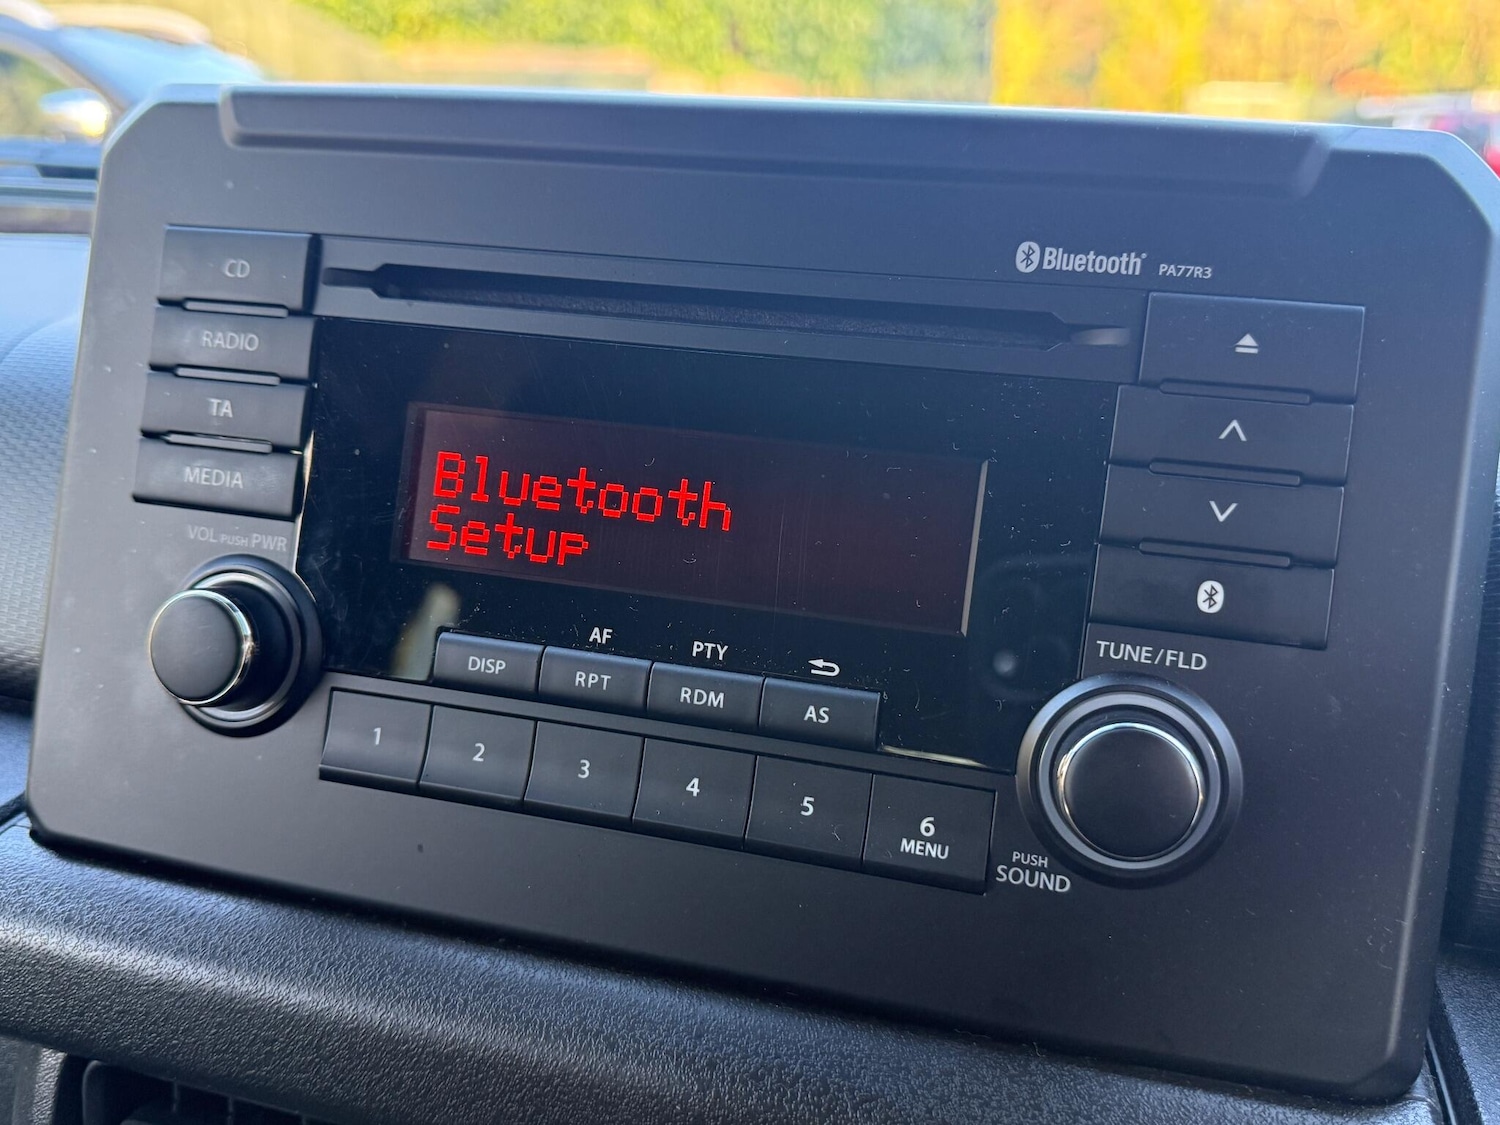 Bluetooth® PA77R3
CD
RADIO
TA
MEDIA
VOL PUSH PWR
Bluetooth
Setup
TUNE/FLD
AF
PTY
DISP
RPT
RDM
AS
1
2
3
4
5
6
MENU
PUSH
SOUND